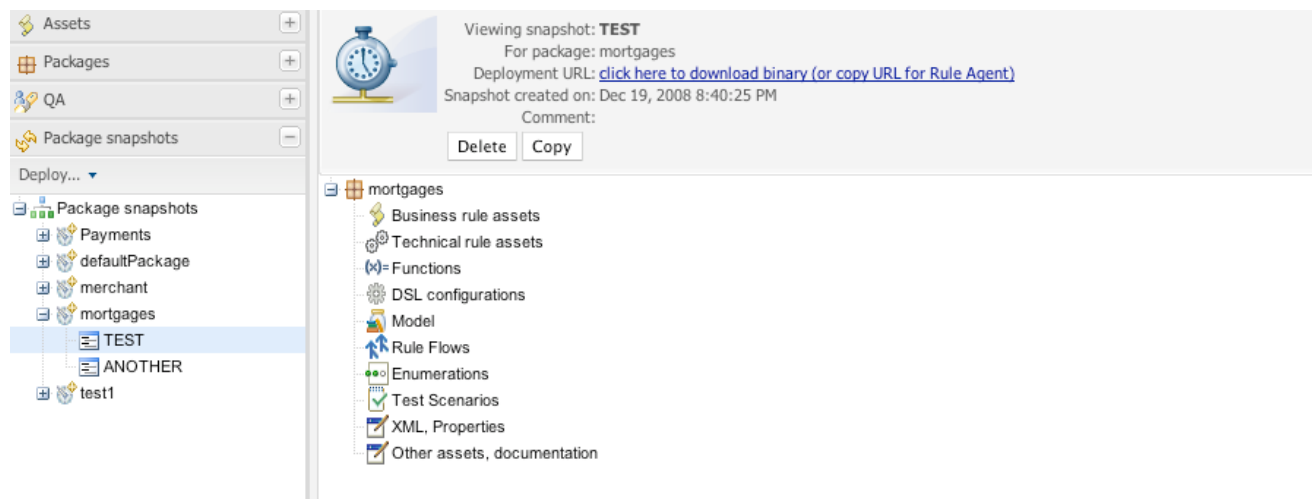 Assets
Packages
QA
Package snapshots
Deploy...
Package snapshots
Payments
defaultPackage
merchant
mortgages
TEST
ANOTHER
test1
Viewing snapshot: TEST
For package: mortgages
Deployment URL: click here to download binary (or copy URL for Rule Agent)
Snapshot created on: Dec 19, 2008 8:40:25 PM
Comment:
Delete Copy
mortgages
Business rule assets
Technical rule assets
(x)= Functions
DSL configurations
Model
Rule Flows
Enumerations
Test Scenarios
XML, Properties
Other assets, documentation